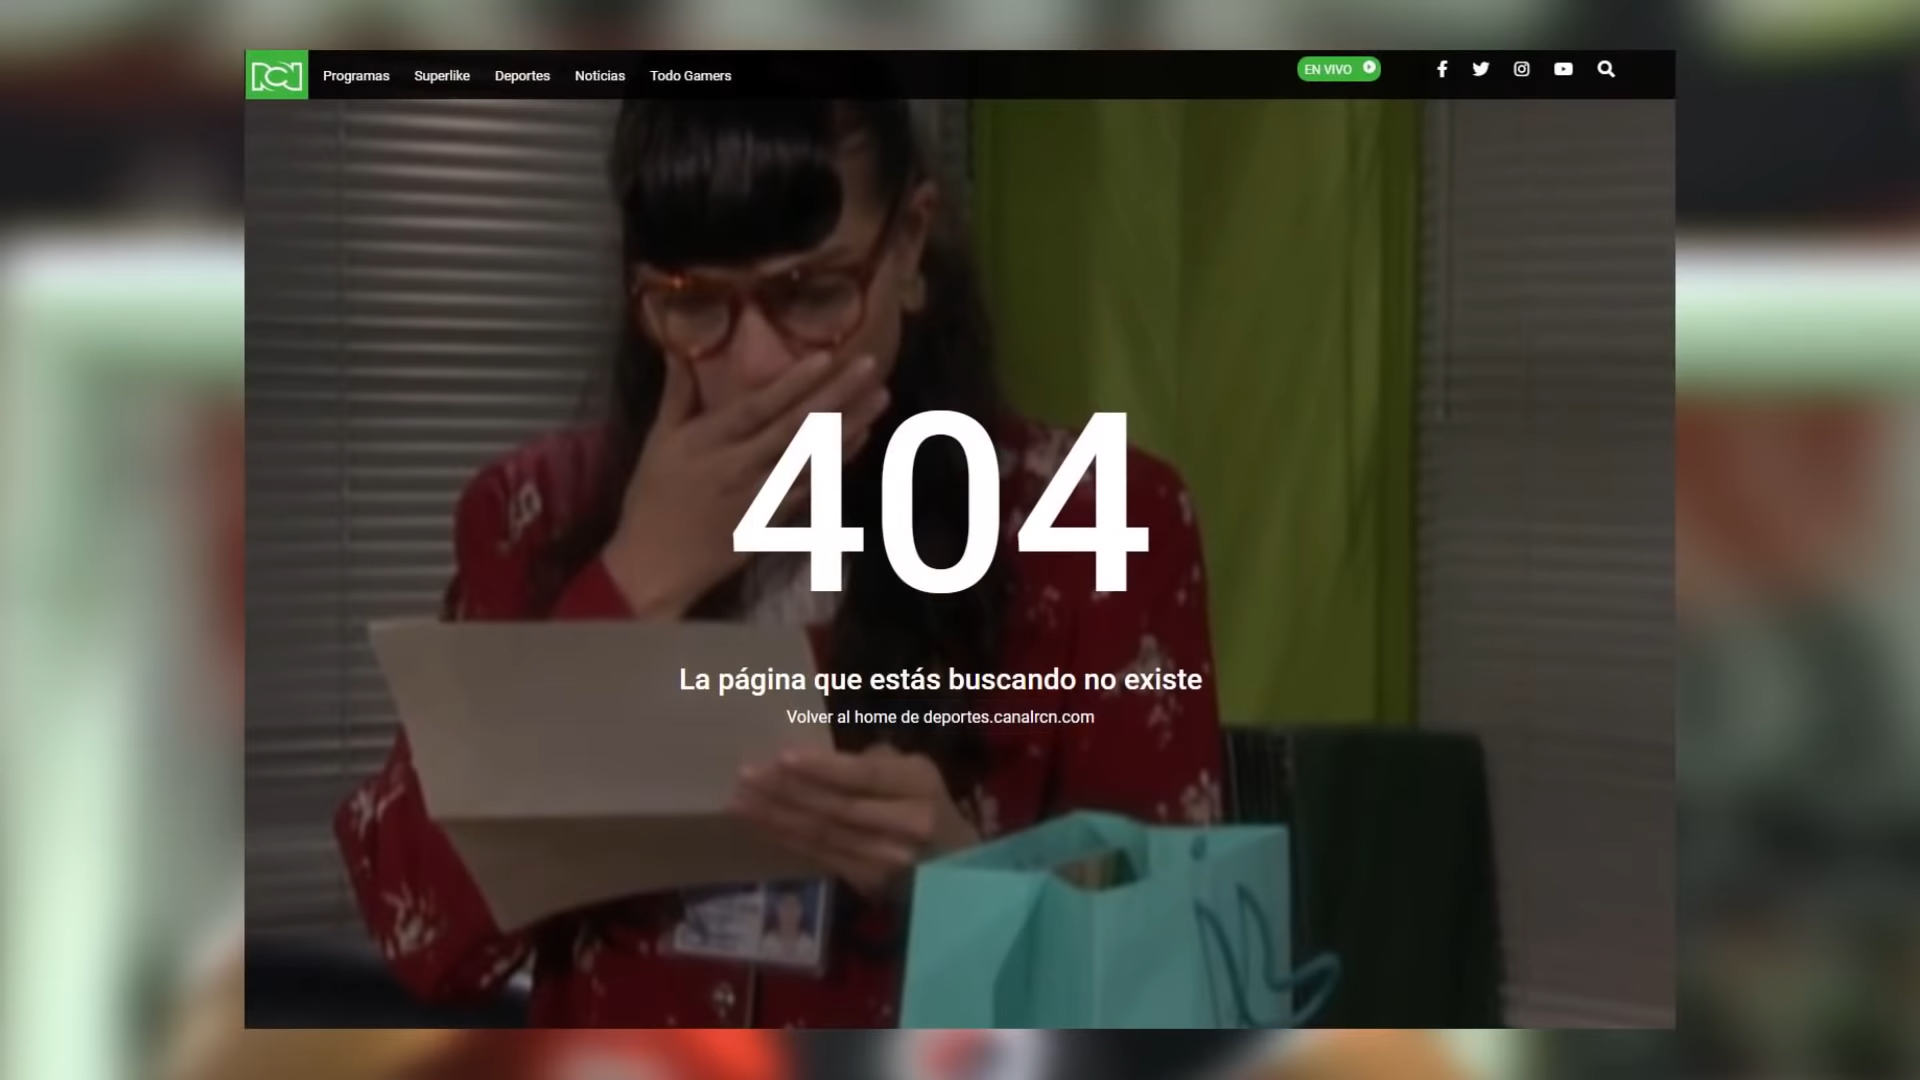 RCN
Programas
Superlike
Deportes
Noticias
Todo Gamers
EN VIVO
404
La página que estás buscando no existe
Volver al home de deportes.canalrcn.com